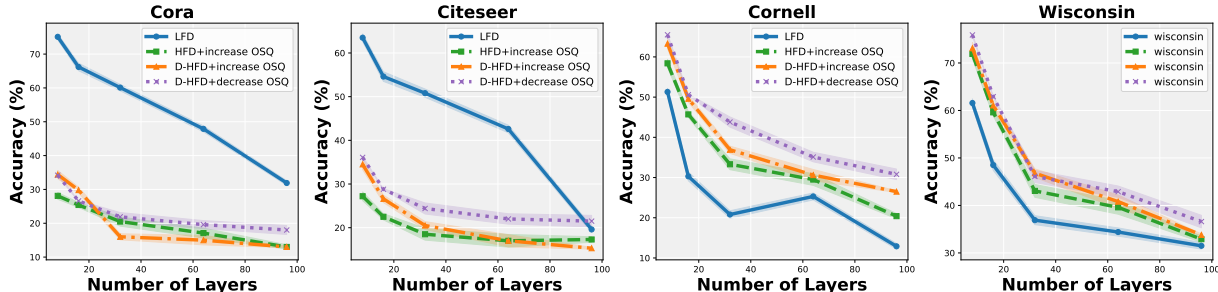 Cora
Accuracy (%)
70
60
50
40
30
20
10
20
40
60
80
100
Number of Layers
LFD
HFD+increase OSQ
D-HFD+increase OSQ
D-HFD+decrease OSQ
Citeseer
Accuracy (%)
60
50
40
30
20
20
40
60
80
100
Number of Layers
LFD
HFD+increase OSQ
D-HFD+increase OSQ
D-HFD+decrease OSQ
Cornell
Accuracy (%)
60
50
40
30
20
10
20
40
60
80
100
Number of Layers
LFD
HFD+increase OSQ
D-HFD+increase OSQ
D-HFD+decrease OSQ
Wisconsin
Accuracy (%)
70
60
50
40
30
20
40
60
80
100
Number of Layers
wisconsin
wisconsin
wisconsin
wisconsin